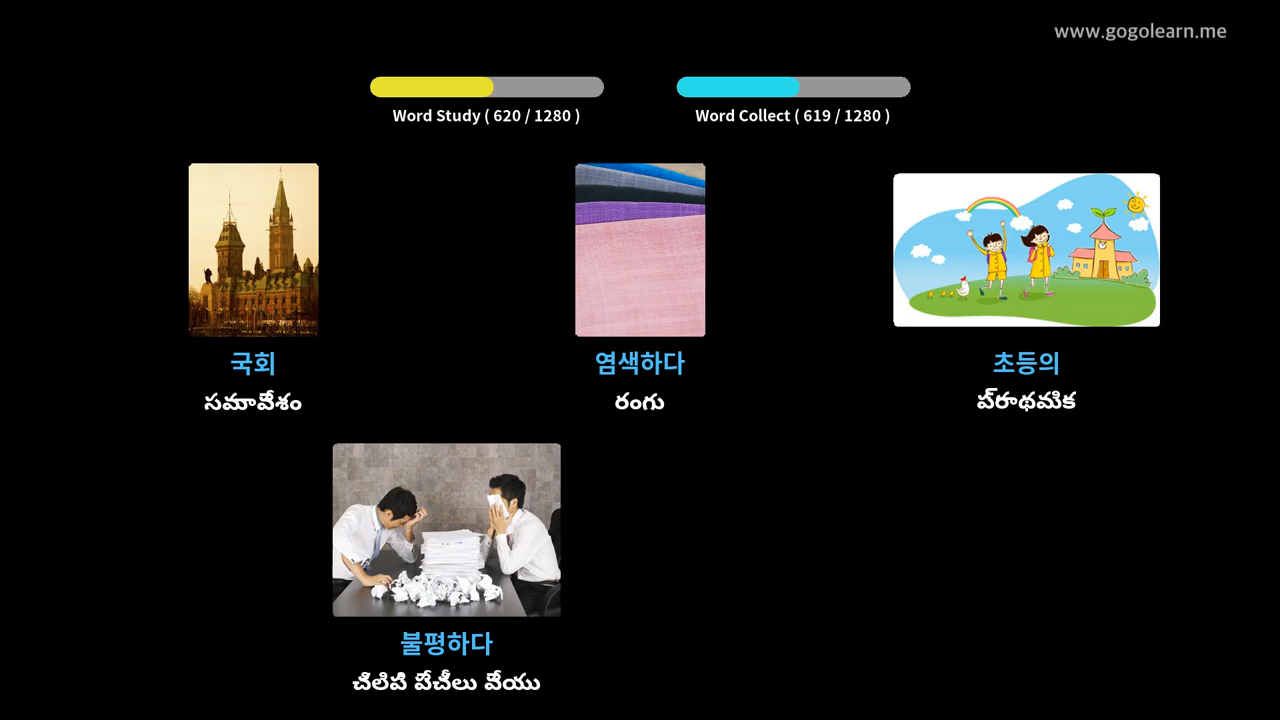 www.gogolearn.me
Word Study ( 620 / 1280 )
Word Collect ( 619 / 1280 )
국회
염색하다
초등의
సమావేశం
రంగు
ప్రాథమిక
불평하다
చిలిపి పేచీలు వేయు